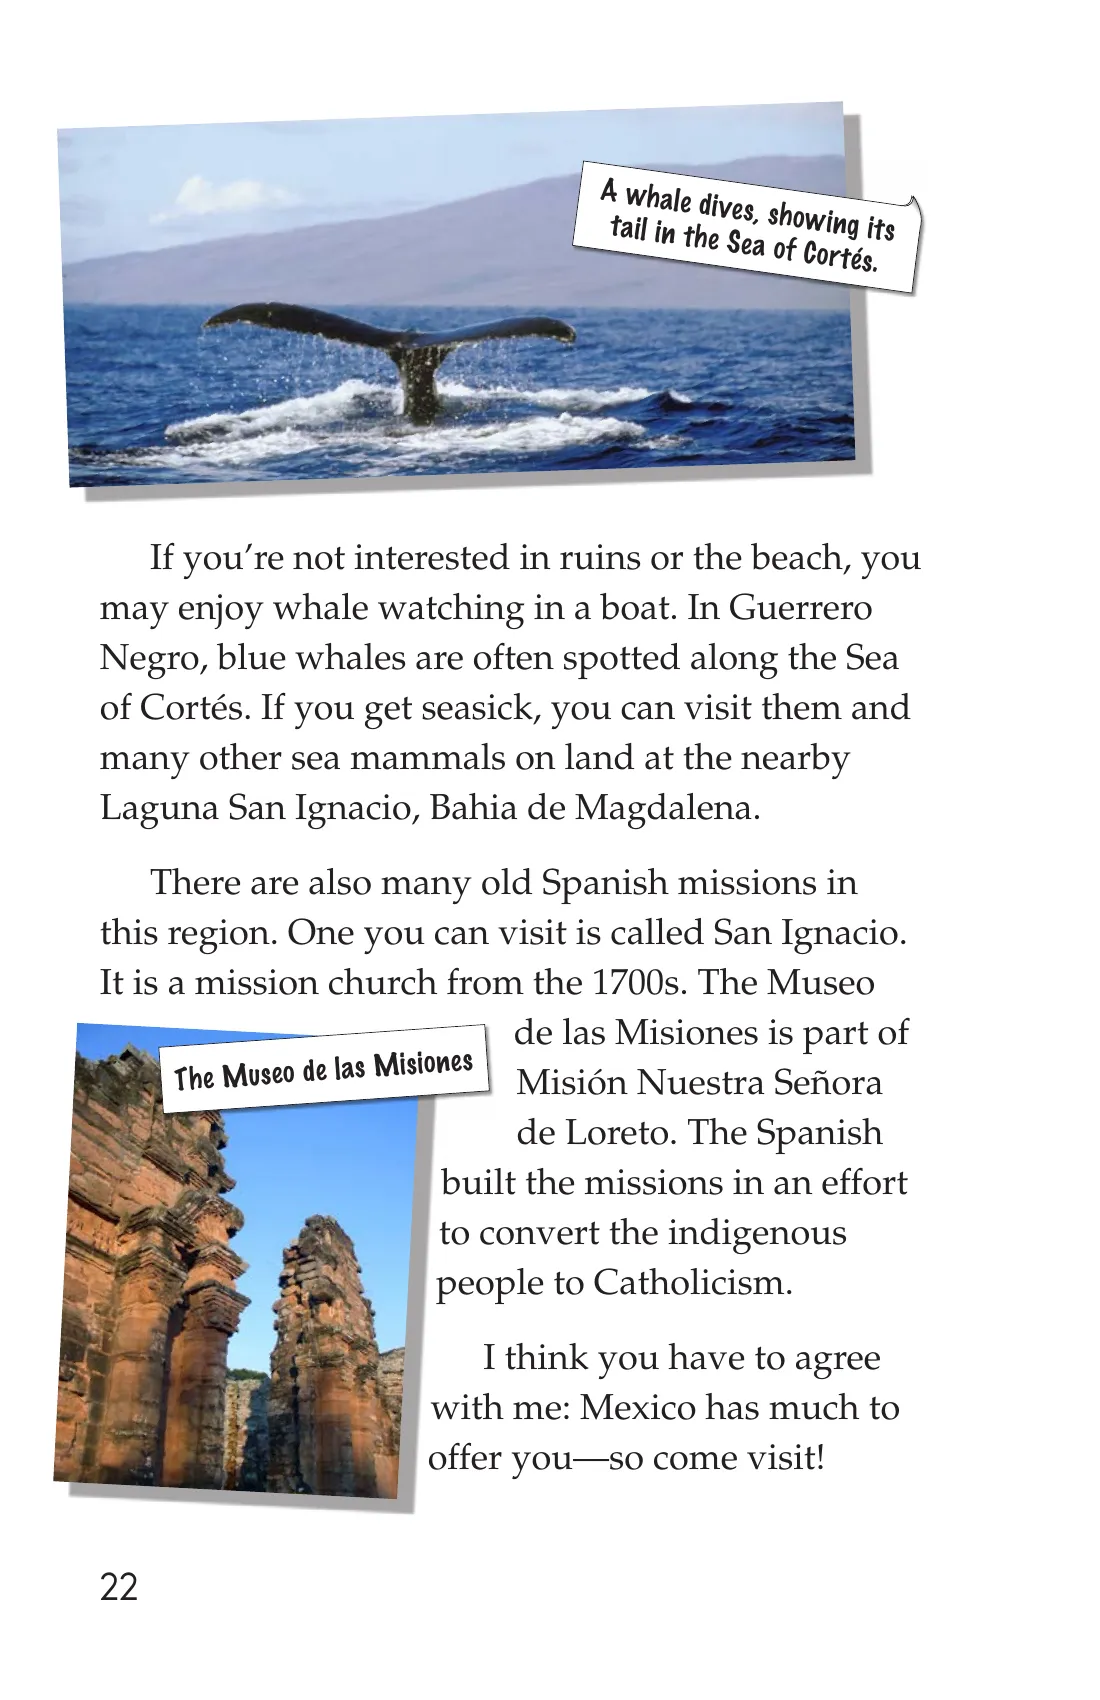 A whale dives, showing its
tail in the Sea of Cortés.
If you’re not interested in ruins or the beach, you
may enjoy whale watching in a boat. In Guerrero
Negro, blue whales are often spotted along the Sea
of Cortés. If you get seasick, you can visit them and
many other sea mammals on land at the nearby
Laguna San Ignacio, Bahia de Magdalena.
There are also many old Spanish missions in
this region. One you can visit is called San Ignacio.
It is a mission church from the 1700s. The Museo
de las Misiones is part of
Misión Nuestra Señora
de Loreto. The Spanish
built the missions in an effort
to convert the indigenous
people to Catholicism.
The Museo de las Misiones
I think you have to agree
with me: Mexico has much to
offer you—so come visit!
22